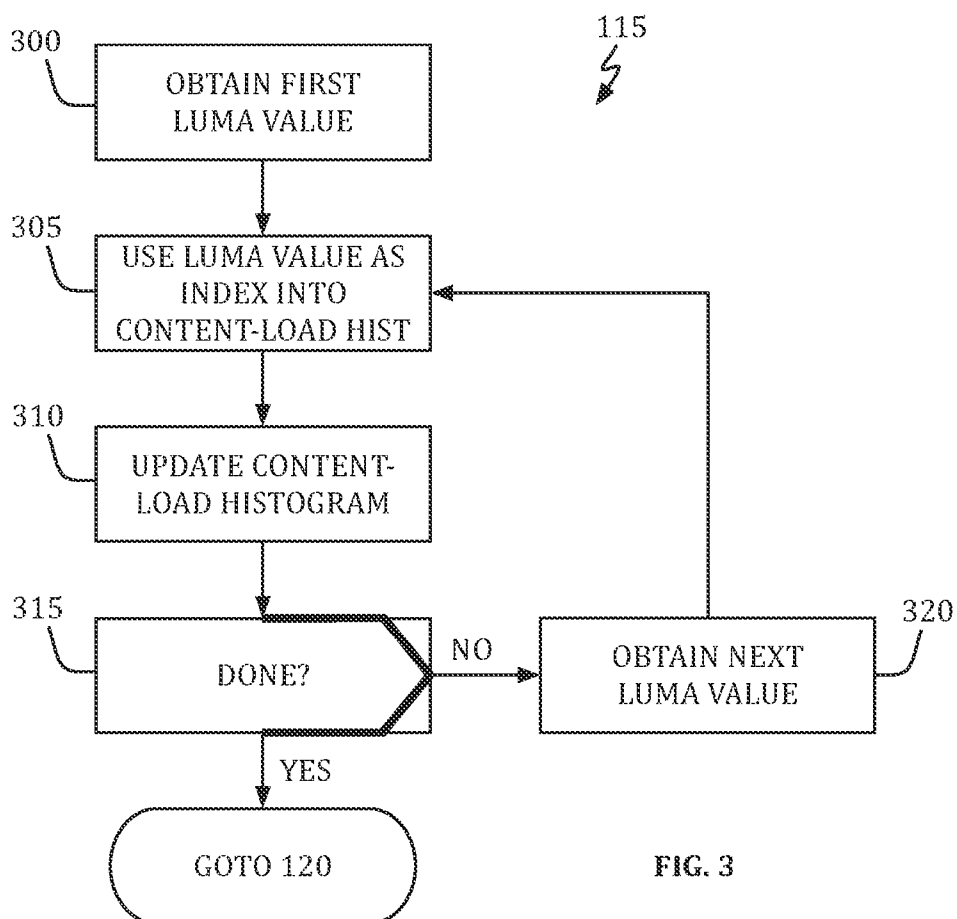 115
300
OBTAIN FIRST
LUMA VALUE
305
USE LUMA VALUE AS
INDEX INTO
CONTENT-LOAD HIST
310
UPDATE CONTENT-
LOAD HISTOGRAM
315
DONE?
NO
320
OBTAIN NEXT
LUMA VALUE
YES
GOTO 120
FIG. 3